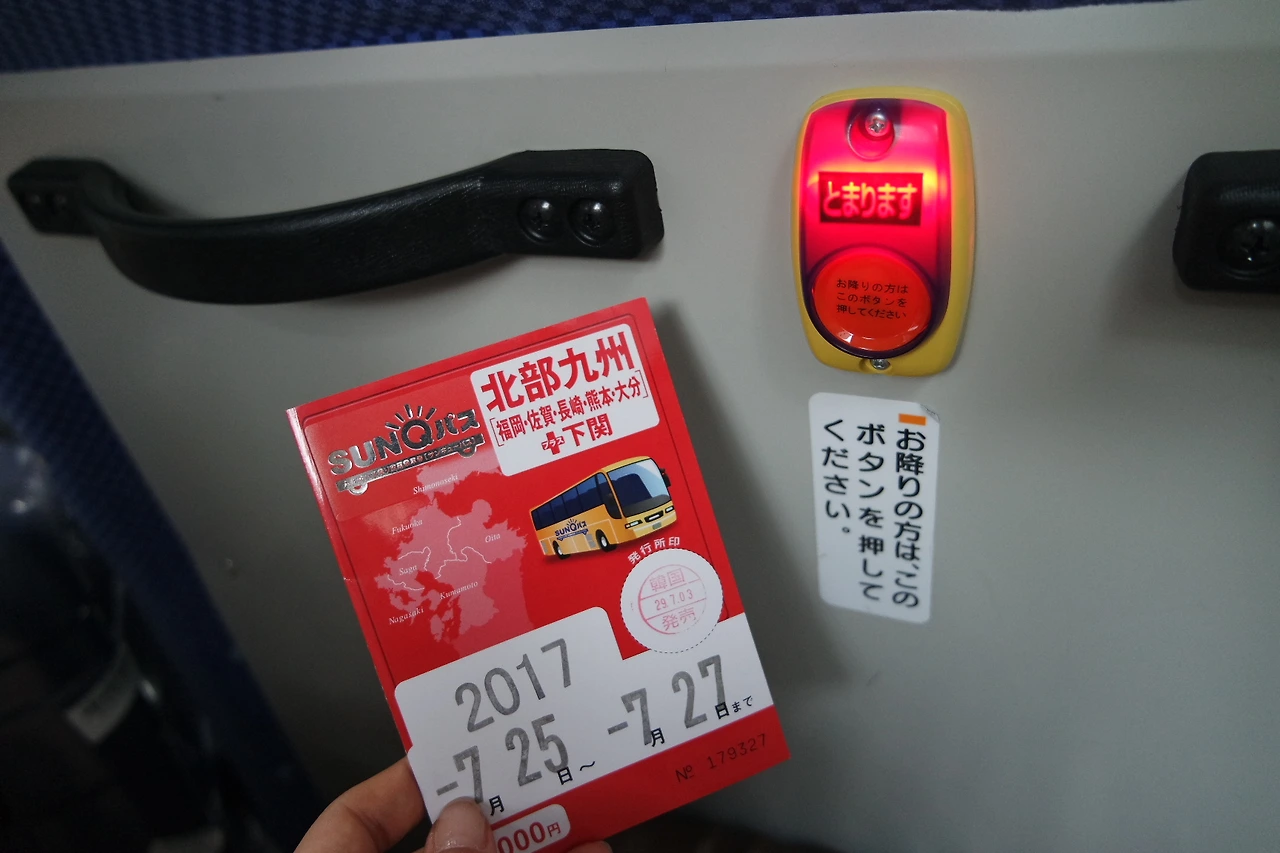 とまります
お降りの方は
このボタンを
押してください
お降りの方は、この
ボタンを押して
ください。
SUNQパス
北部九州
[福岡・佐賀・長崎・熊本・大分]
プラス
下関
Shimonoseki
Fukuoka
Oita
Saga
Kumamoto
Nagasaki
SUNQパス
発行所印
韓国
29.7.03
発売
2017
-7月25日～
-7月27日まで
№ 179327
000円